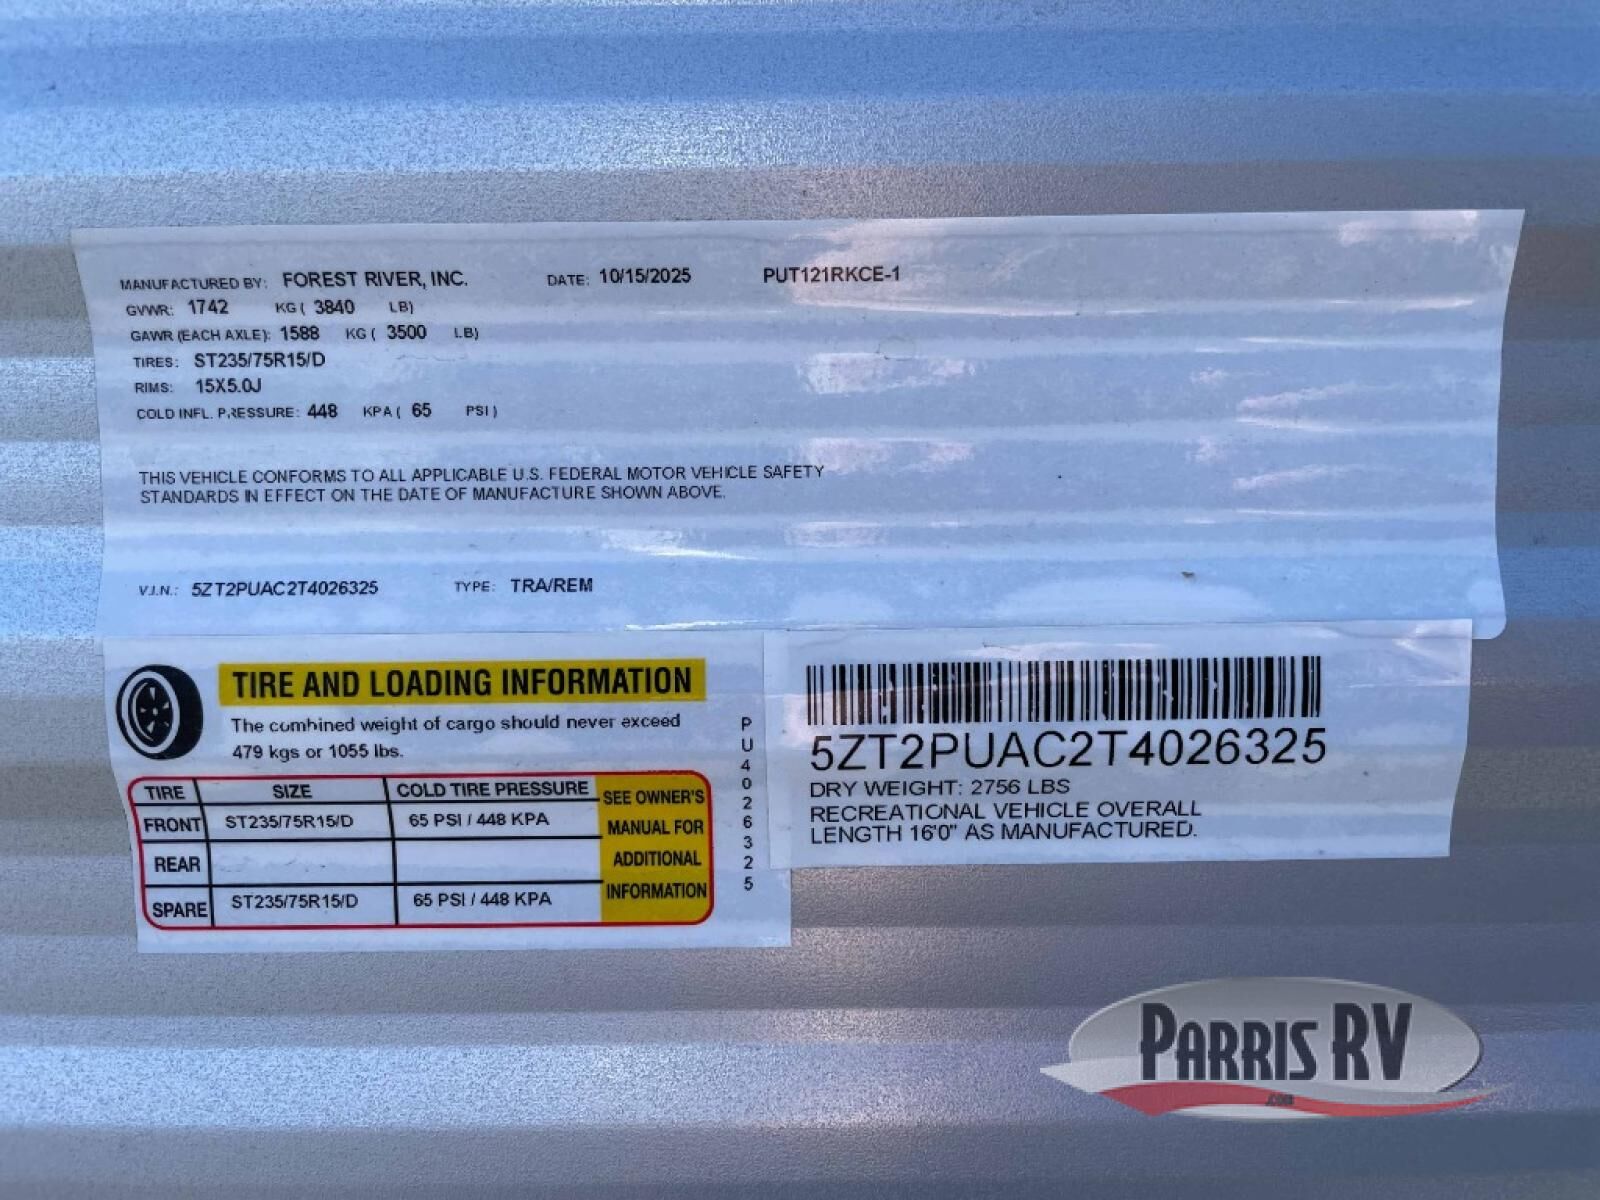 MANUFACTURED BY: FOREST RIVER, INC. DATE: 10/15/2025 PUT121RKCE-1
GVWR: 1742 KG ( 3840 LB)
GAWR (EACH AXLE): 1588 KG ( 3500 LB)
TIRES: ST235/75R15/D
RIMS: 15X5.0J
COLD INFL. PRESSURE: 448 KPA ( 65 PSI )
THIS VEHICLE CONFORMS TO ALL APPLICABLE U.S. FEDERAL MOTOR VEHICLE SAFETY
STANDARDS IN EFFECT ON THE DATE OF MANUFACTURE SHOWN ABOVE.
V.I.N.: 5ZT2PUAC2T4026325 TYPE: TRA/REM
TIRE AND LOADING INFORMATION
The combined weight of cargo should never exceed
479 kgs or 1055 lbs.
TIRE SIZE COLD TIRE PRESSURE
FRONT ST235/75R15/D 65 PSI / 448 KPA
REAR
SPARE ST235/75R15/D 65 PSI / 448 KPA
SEE OWNER'S
MANUAL FOR
ADDITIONAL
INFORMATION
PU4026325
5ZT2PUAC2T4026325
DRY WEIGHT: 2756 LBS
RECREATIONAL VEHICLE OVERALL
LENGTH 16'0" AS MANUFACTURED.
PARRIS RV
.com